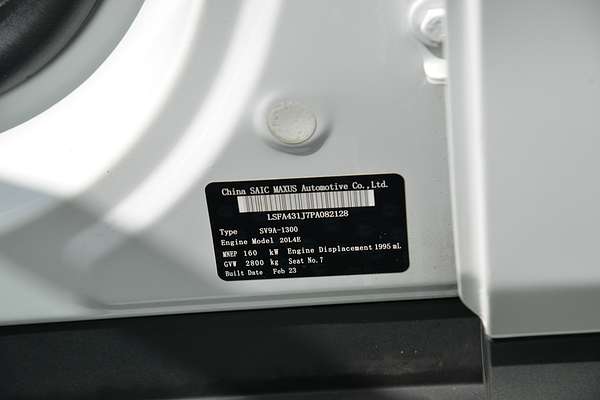 China SAIC MAXUS Automotive Co.,Ltd.
LSFA431J7PA082128
Type SV9A-1300
Engine Model 20L4E
MNEP 160 kW Engine Displacement 1995 mL
GVW 2800 kg Seat No. 7
Built Date Feb 23